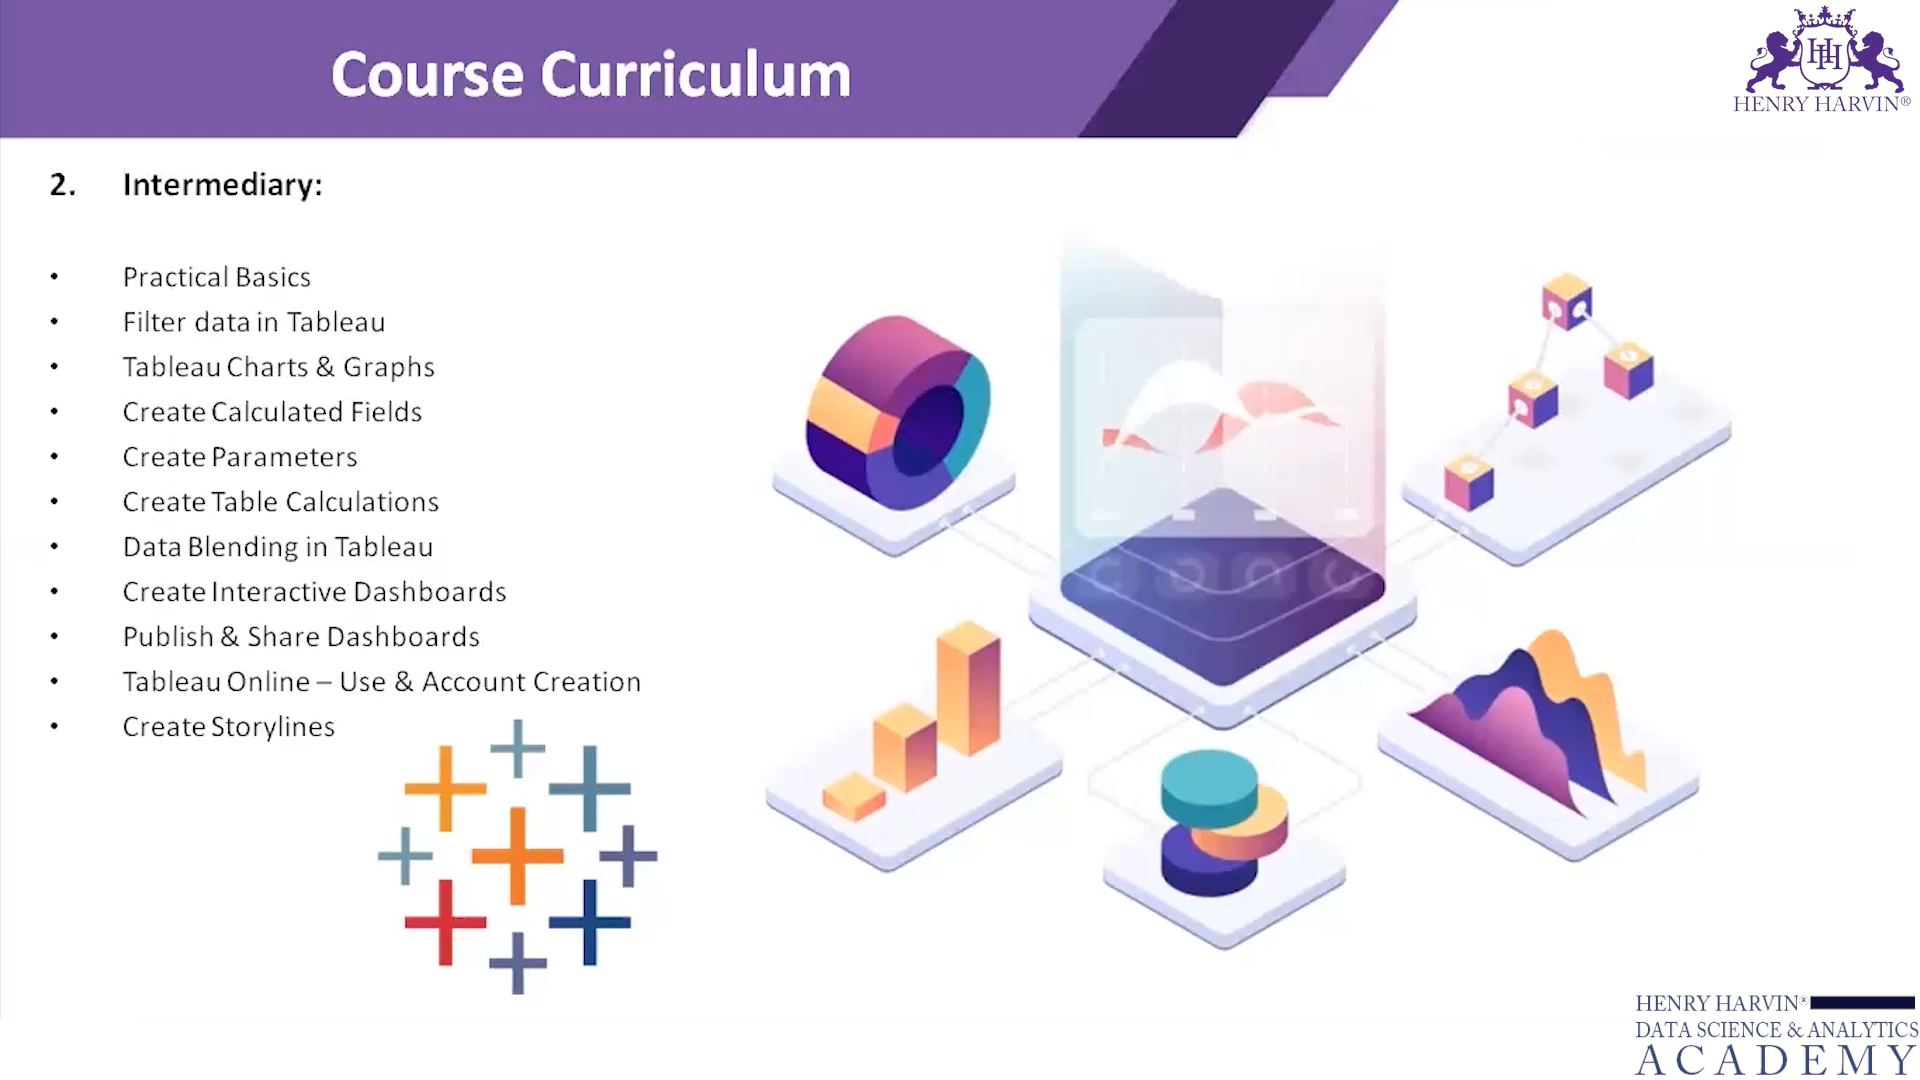 Course Curriculum
HENRY HARVIN®
2. Intermediary:
• Practical Basics
• Filter data in Tableau
• Tableau Charts & Graphs
• Create Calculated Fields
• Create Parameters
• Create Table Calculations
• Data Blending in Tableau
• Create Interactive Dashboards
• Publish & Share Dashboards
• Tableau Online – Use & Account Creation
• Create Storylines
HENRY HARVIN®
DATA SCIENCE & ANALYTICS
ACADEMY